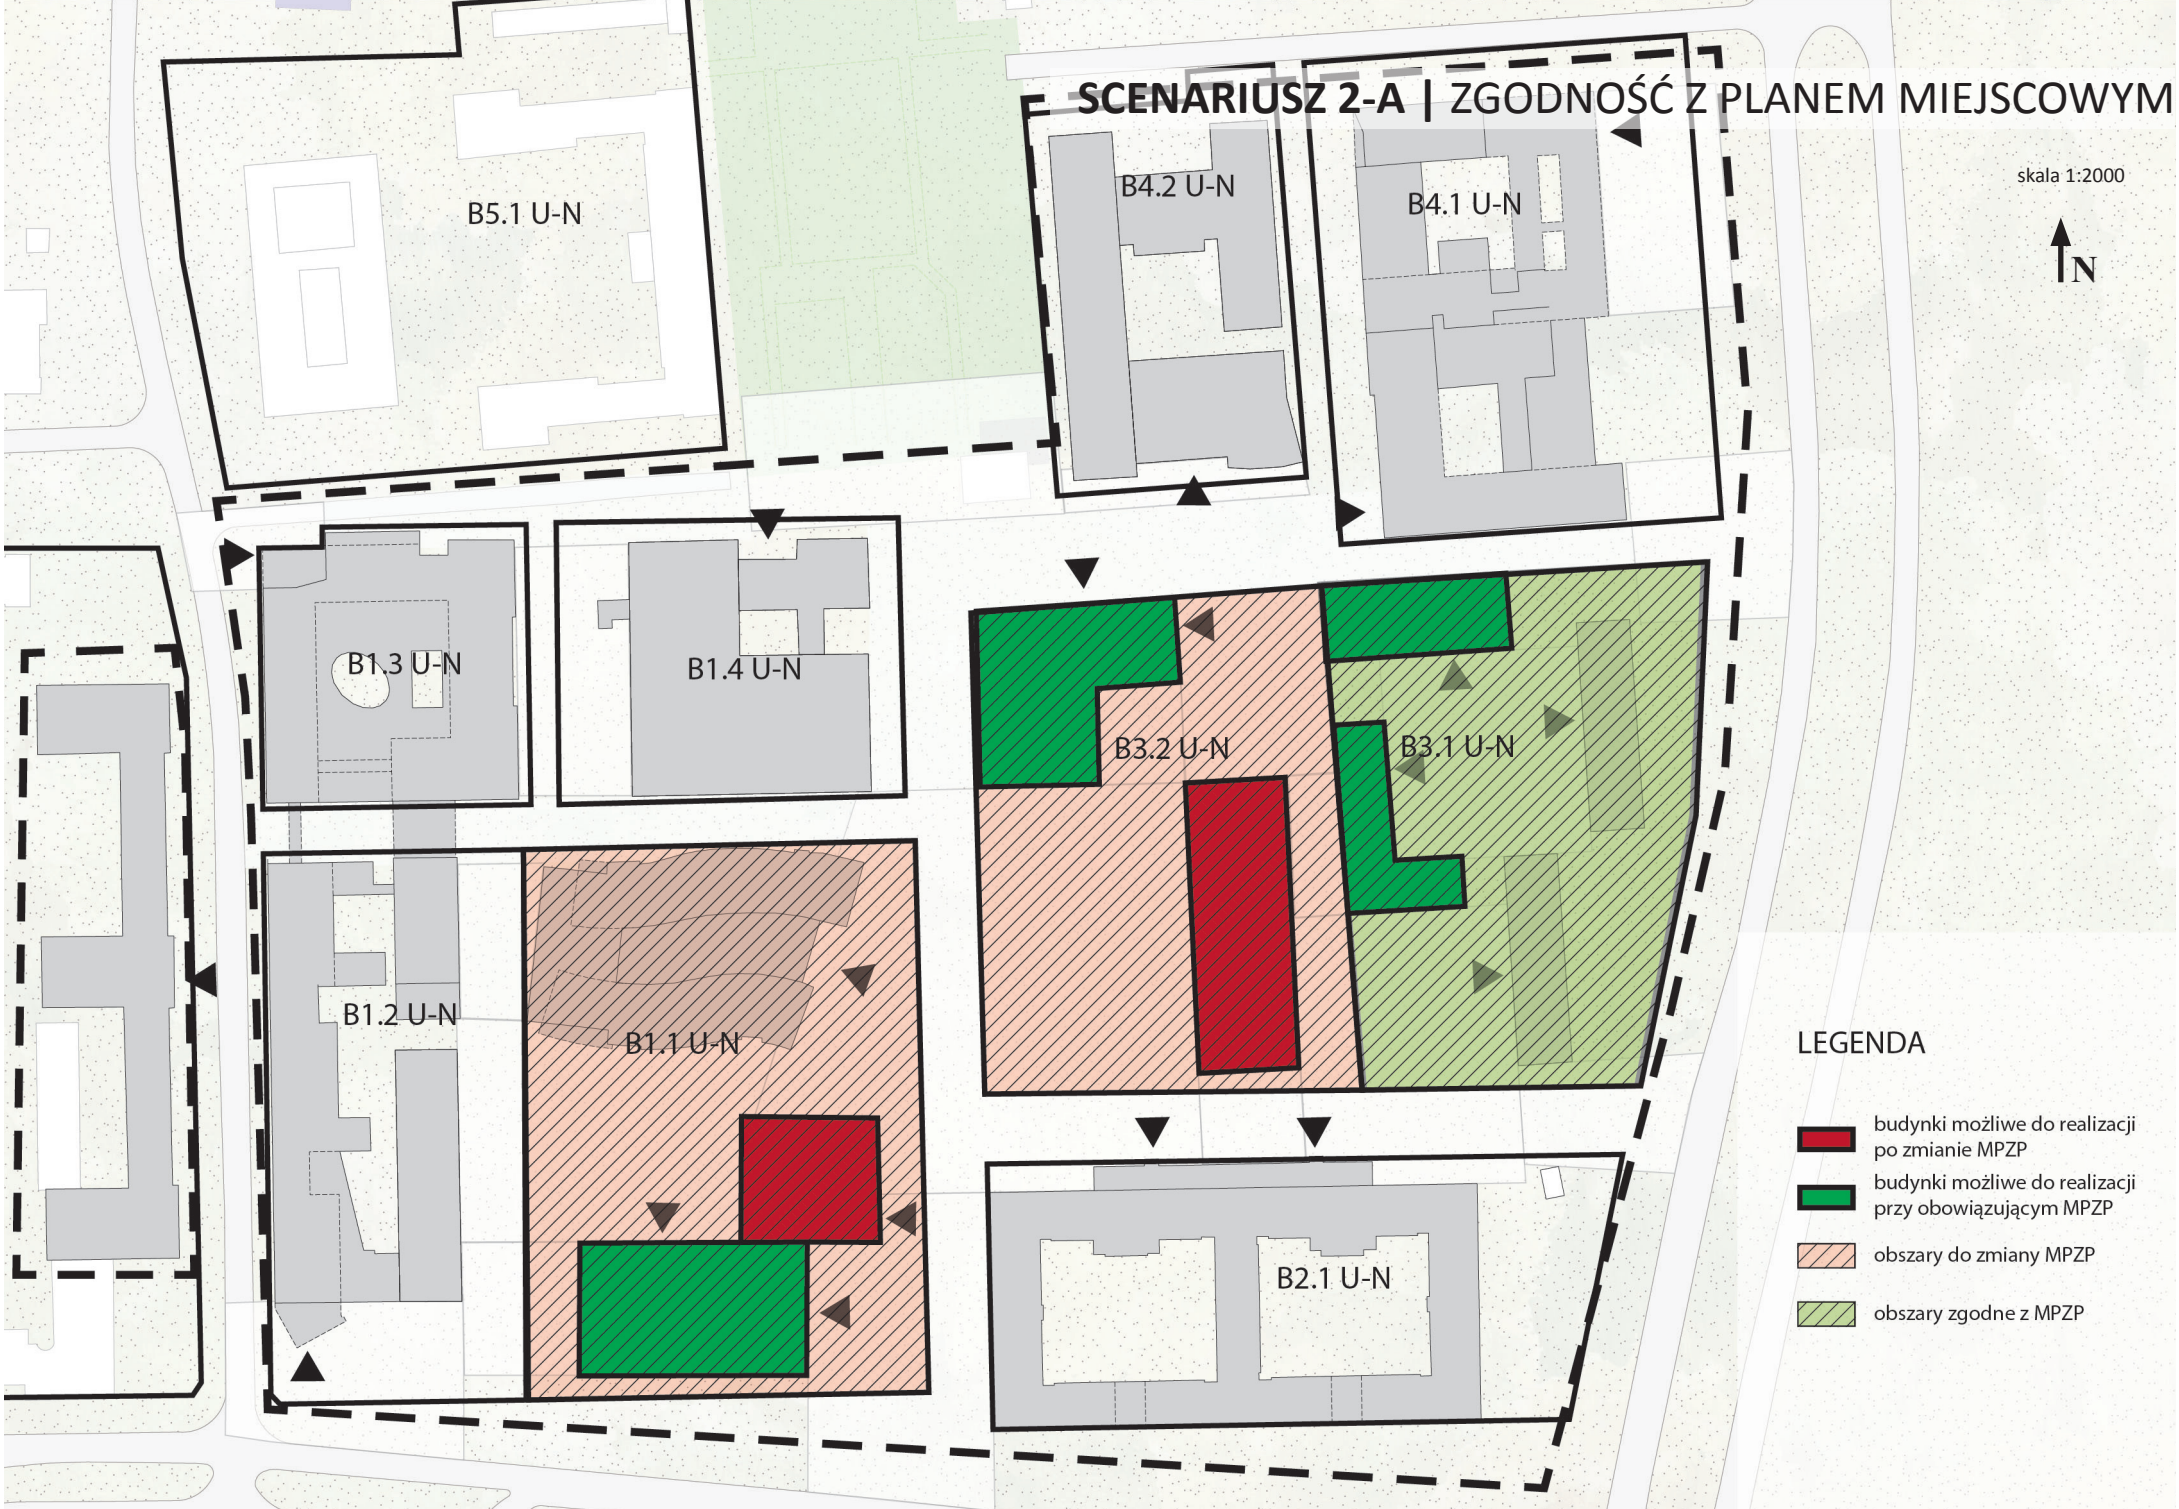 SCENARIUSZ 2-A | ZGODNOŚĆ Z PLANEM MIEJSCOWYM
skala 1:2000
N
B5.1 U-N
B4.2 U-N
B4.1 U-N
B1.3 U-N
B1.4 U-N
B3.2 U-N
B3.1 U-N
B1.2 U-N
B1.1 U-N
B2.1 U-N
LEGENDA
budynki możliwe do realizacji
po zmianie MPZP
budynki możliwe do realizacji
przy obowiązującym MPZP
obszary do zmiany MPZP
obszary zgodne z MPZP